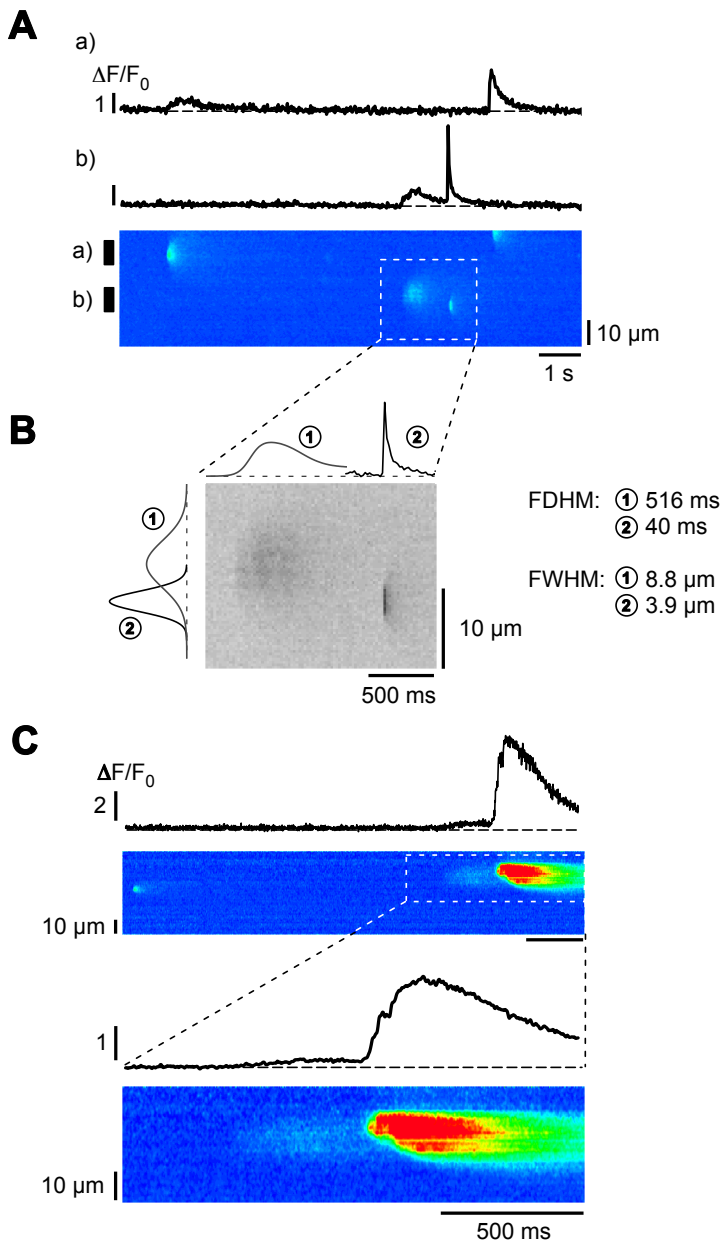 A
a)
ΔF/F0
1
b)
a)
b)
10 µm
1 s
B
① ②
①
②
FDHM: ① 516 ms
② 40 ms
FWHM: ① 8.8 µm
② 3.9 µm
10 µm
500 ms
C
ΔF/F0
2
10 µm
1
10 µm
500 ms